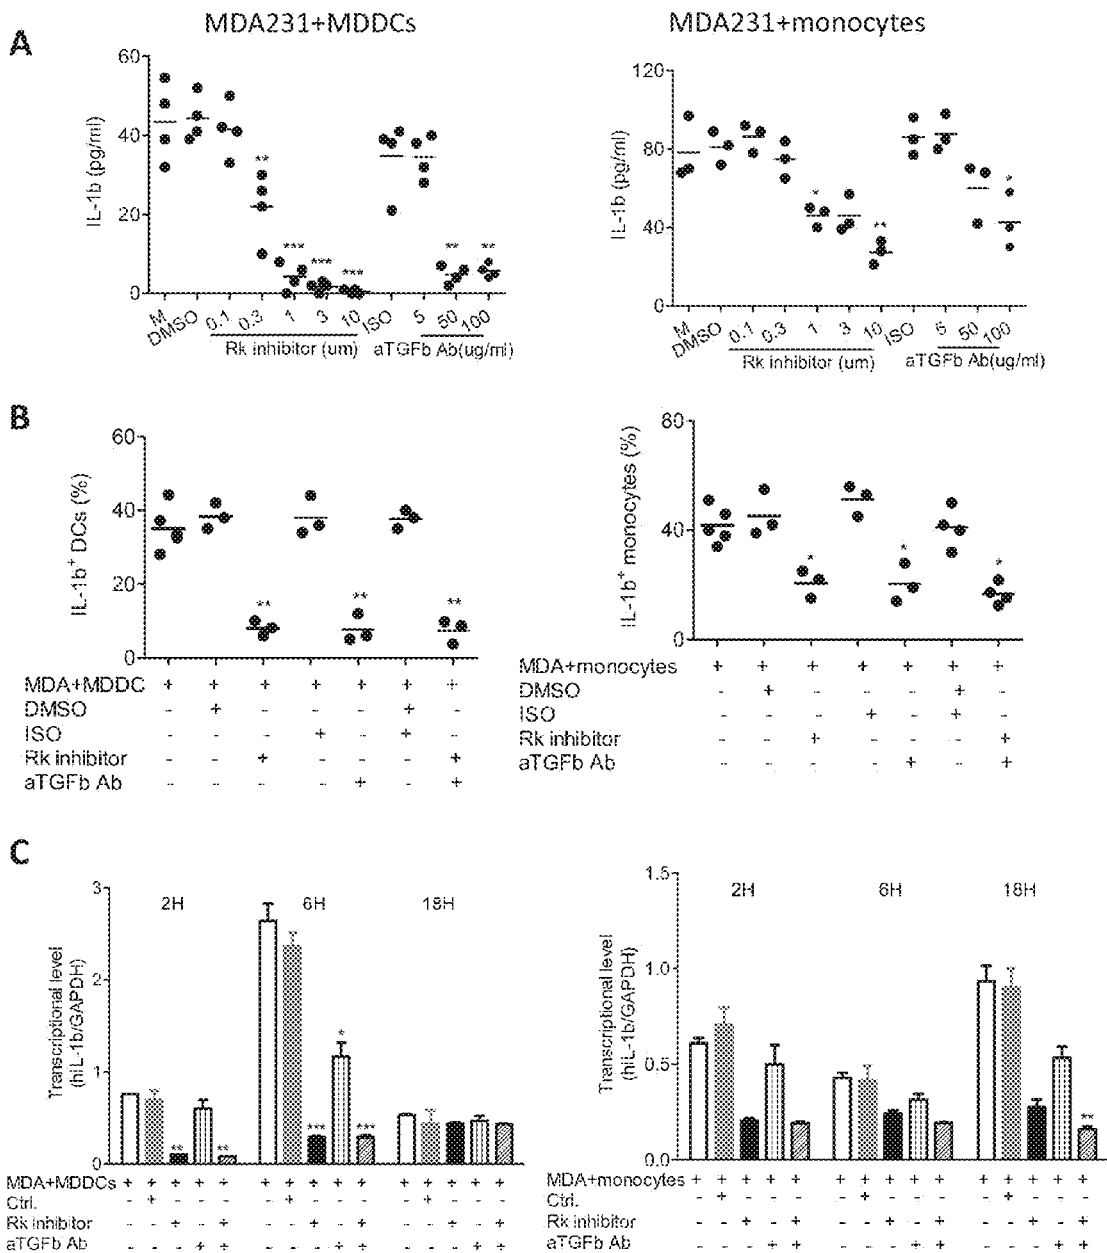 MDA231+MDDCs
MDA231+monocytes
A
60
40
20
0
IL-1b (pg/ml)
** *** *** *** ** **
M DMSO 0.1 0.3 1 3 10 ISO 5 50 100
Rk inhibitor (um) aTGFb Ab(ug/ml)
120
80
40
0
IL-1b (pg/ml)
* ** *
M DMSO 0.1 0.3 1 3 10 ISO 5 50 100
Rk inhibitor (um) aTGFb Ab(ug/ml)
B
60
40
20
0
IL-1b+ DCs (%)
** ** **
MDA+MDDC + + + + + + +
DMSO - + - - - + -
ISO - - - + - + -
Rk inhibitor - - + - - - +
aTGFb Ab - - - - + - +
80
40
0
IL-1b+ monocytes (%)
* * *
MDA+monocytes + + + + + + +
DMSO - + - - - + -
ISO - - - + - + -
Rk inhibitor - - + - - - +
aTGFb Ab - - - - + - +
C
3
2
1
0
Transcriptional level
(hIL-1b/GAPDH)
2H 6H 18H
** ** *** * ***
MDA+MDDCs + + + + + + + + + + + + + + +
Ctrl. - + - - - - + - - - - + - - -
Rk inhibitor - - + - + - - + - + - - + - +
aTGFb Ab - - - + + - - - + + - - - + +
1.5
1.0
0.5
0.0
Transcriptional level
(hIL-1b/GAPDH)
2H 6H 18H
**
MDA+monocytes + + + + + + + + + + + + + + +
Ctrl. - + - - - - + - - - - + - - -
Rk inhibitor - - + - + - - + - + - - + - +
aTGFb Ab - - - + + - - - + + - - - + +